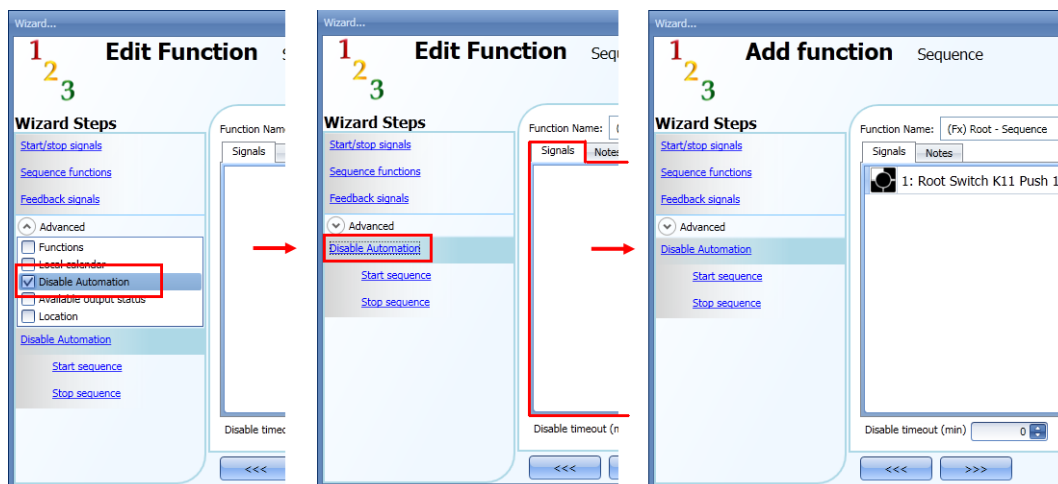 Wizard...
1
2
3
Edit Function S
Wizard Steps
Start/stop signals
Sequence functions
Feedback signals
Advanced
Functions
Local calendar
Disable Automation
Available output status
Location
Disable Automation
Start sequence
Stop sequence
Function Nam
Signals
Disable timeo
<<<
Wizard...
1
2
3
Edit Function Seq
Wizard Steps
Start/stop signals
Sequence functions
Feedback signals
Advanced
Disable Automation
Start sequence
Stop sequence
Function Name: (
Signals Note
Disable timeout (n
<<<
Wizard...
1
2
3
Add function Sequence
Wizard Steps
Start/stop signals
Sequence functions
Feedback signals
Advanced
Disable Automation
Start sequence
Stop sequence
Function Name: (Fx) Root - Sequence
Signals Notes
1: Root Switch K11 Push 1
Disable timeout (min) 0
<<< >>>